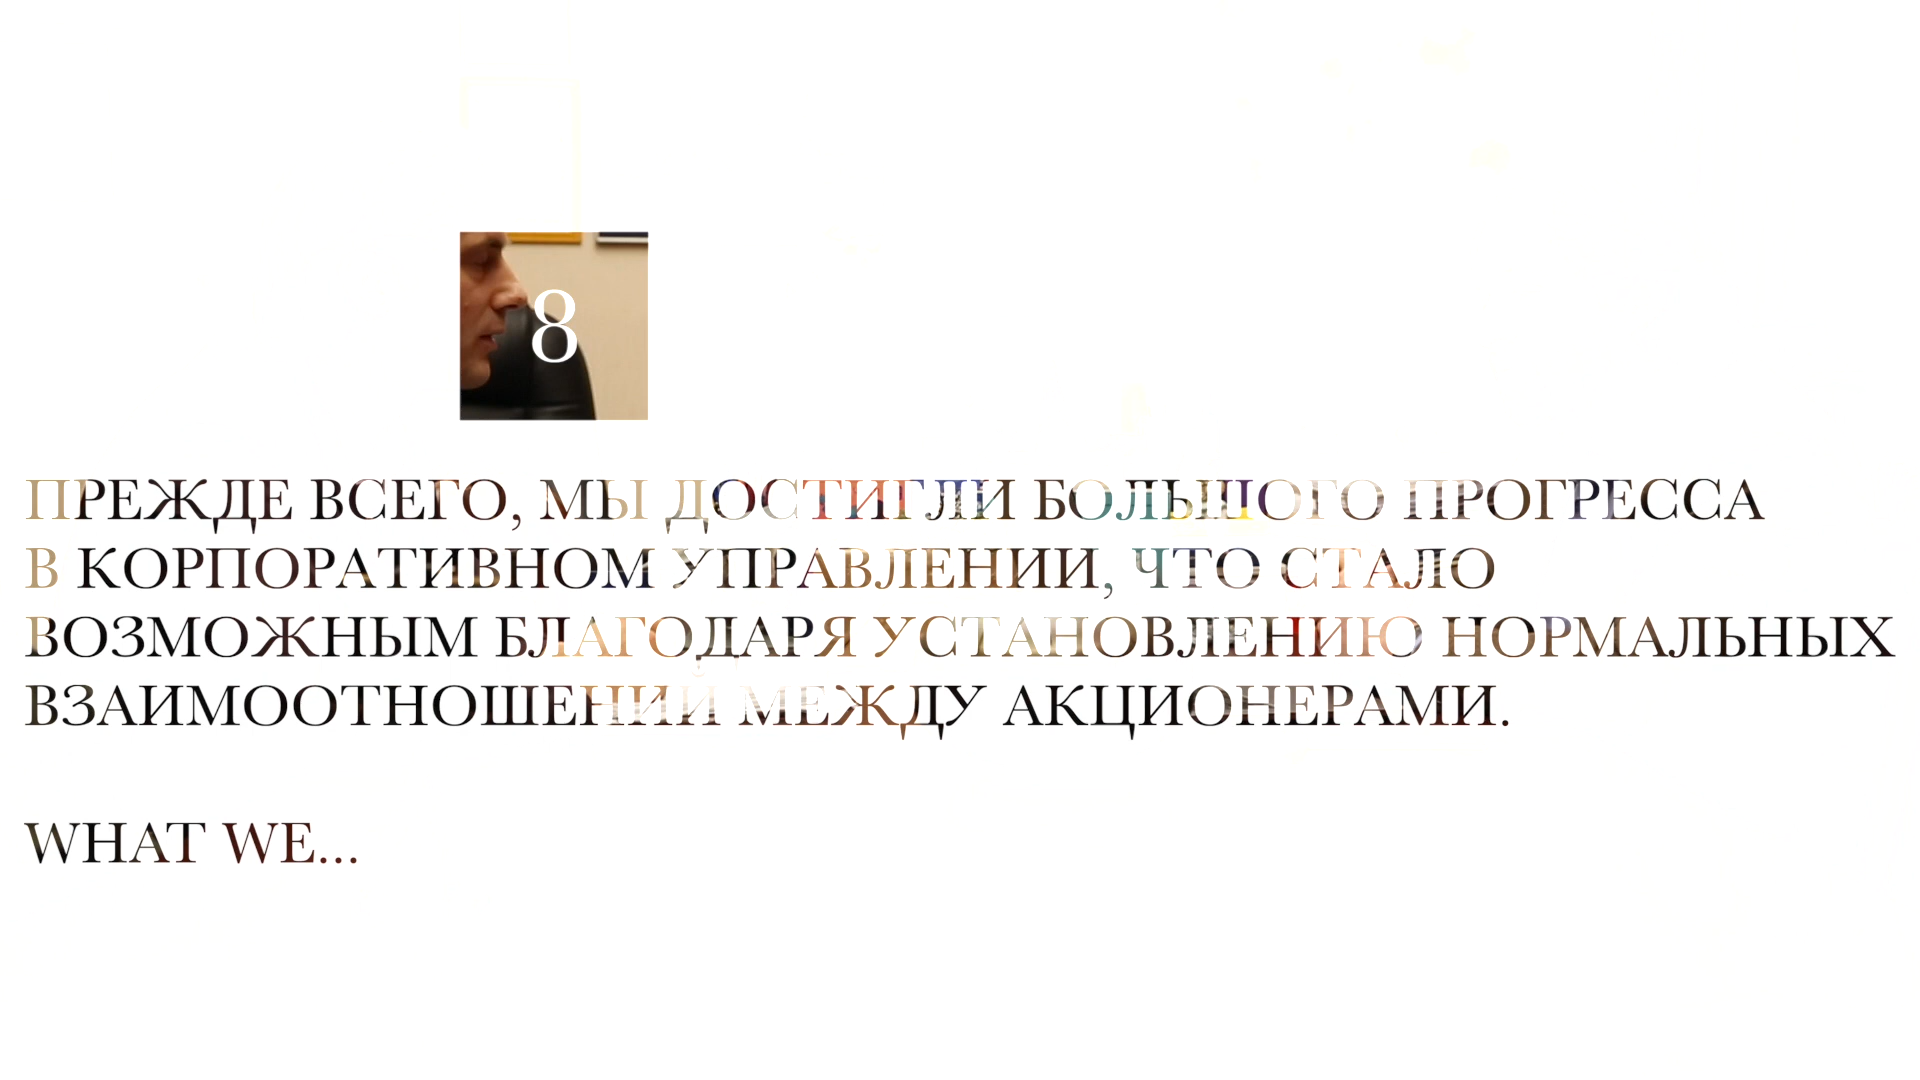 8
ПРЕЖДЕ ВСЕГО, МЫ ДОСТИГЛИ БОЛЬШОГО ПРОГРЕССА
В КОРПОРАТИВНОМ УПРАВЛЕНИИ, ЧТО СТАЛО
ВОЗМОЖНЫМ БЛАГОДАРЯ УСТАНОВЛЕНИЮ НОРМАЛЬНЫХ
ВЗАИМООТНОШЕНИЙ МЕЖДУ АКЦИОНЕРАМИ.
WHAT WE...